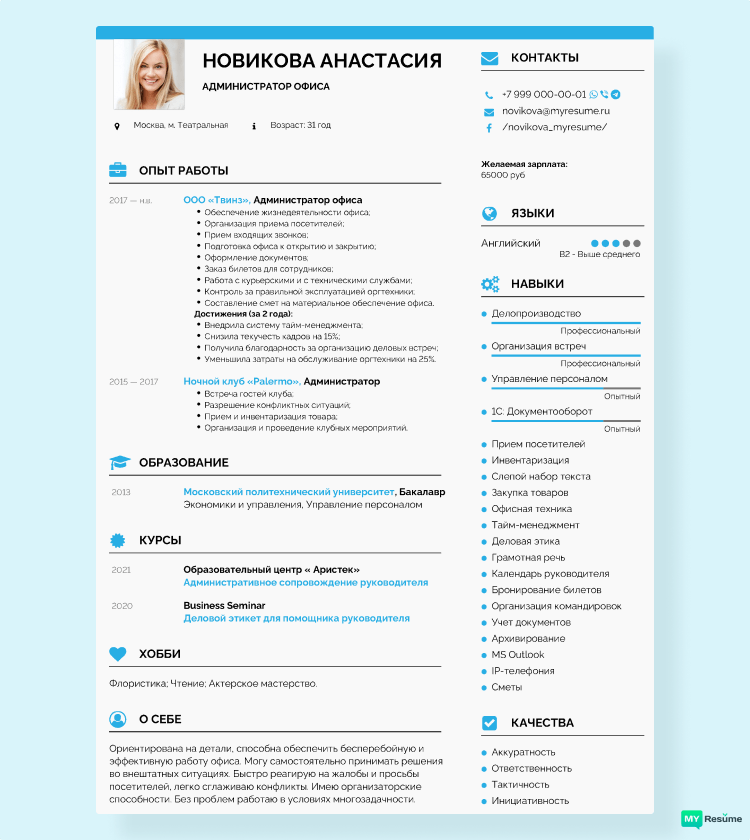 НОВИКОВА АНАСТАСИЯ
АДМИНИСТРАТОР ОФИСА
Москва, м. Театральная
Возраст: 31 год
ОПЫТ РАБОТЫ
2017 — н.в.
ООО «Твинз», Администратор офиса
• Обеспечение жизнедеятельности офиса;
• Организация приема посетителей;
• Прием входящих звонков;
• Подготовка офиса к открытию и закрытию;
• Оформление документов;
• Заказ билетов для сотрудников;
• Работа с курьерскими и с техническими службами;
• Контроль за правильной эксплуатацией оргтехники;
• Составление смет на материальное обеспечение офиса.
Достижения (за 2 года):
• Внедрила систему тайм-менеджмента;
• Снизила текучесть кадров на 15%;
• Получила благодарность за организацию деловых встреч;
• Уменьшила затраты на обслуживание оргтехники на 25%.
2015 — 2017
Ночной клуб «Palermo», Администратор
• Встреча гостей клуба;
• Разрешение конфликтных ситуаций;
• Прием и инвентаризация товара;
• Организация и проведение клубных мероприятий.
ОБРАЗОВАНИЕ
2013
Московский политехнический университет, Бакалавр
Экономики и управления, Управление персоналом
КУРСЫ
2021
Образовательный центр « Аристек»
Административное сопровождение руководителя
2020
Business Seminar
Деловой этикет для помощника руководителя
ХОББИ
Флористика; Чтение; Актерское мастерство.
О СЕБЕ
Ориентирована на детали, способна обеспечить бесперебойную и
эффективную работу офиса. Могу самостоятельно принимать решения
во внештатных ситуациях. Быстро реагирую на жалобы и просьбы
посетителей, легко сглаживаю конфликты. Имею организаторские
способности. Без проблем работаю в условиях многозадачности.
КОНТАКТЫ
+7 999 000-00-01
novikova@myresume.ru
/novikova_myresume/
Желаемая зарплата:
65000 руб
ЯЗЫКИ
Английский
B2 - Выше среднего
НАВЫКИ
• Делопроизводство
Профессиональный
• Организация встреч
Профессиональный
• Управление персоналом
Опытный
• 1С: Документооборот
Опытный
• Прием посетителей
• Инвентаризация
• Слепой набор текста
• Закупка товаров
• Офисная техника
• Тайм-менеджмент
• Деловая этика
• Грамотная речь
• Календарь руководителя
• Бронирование билетов
• Организация командировок
• Учет документов
• Архивирование
• MS Outlook
• IP-телефония
• Сметы
КАЧЕСТВА
• Аккуратность
• Ответственность
• Тактичность
• Инициативность
MY Resume